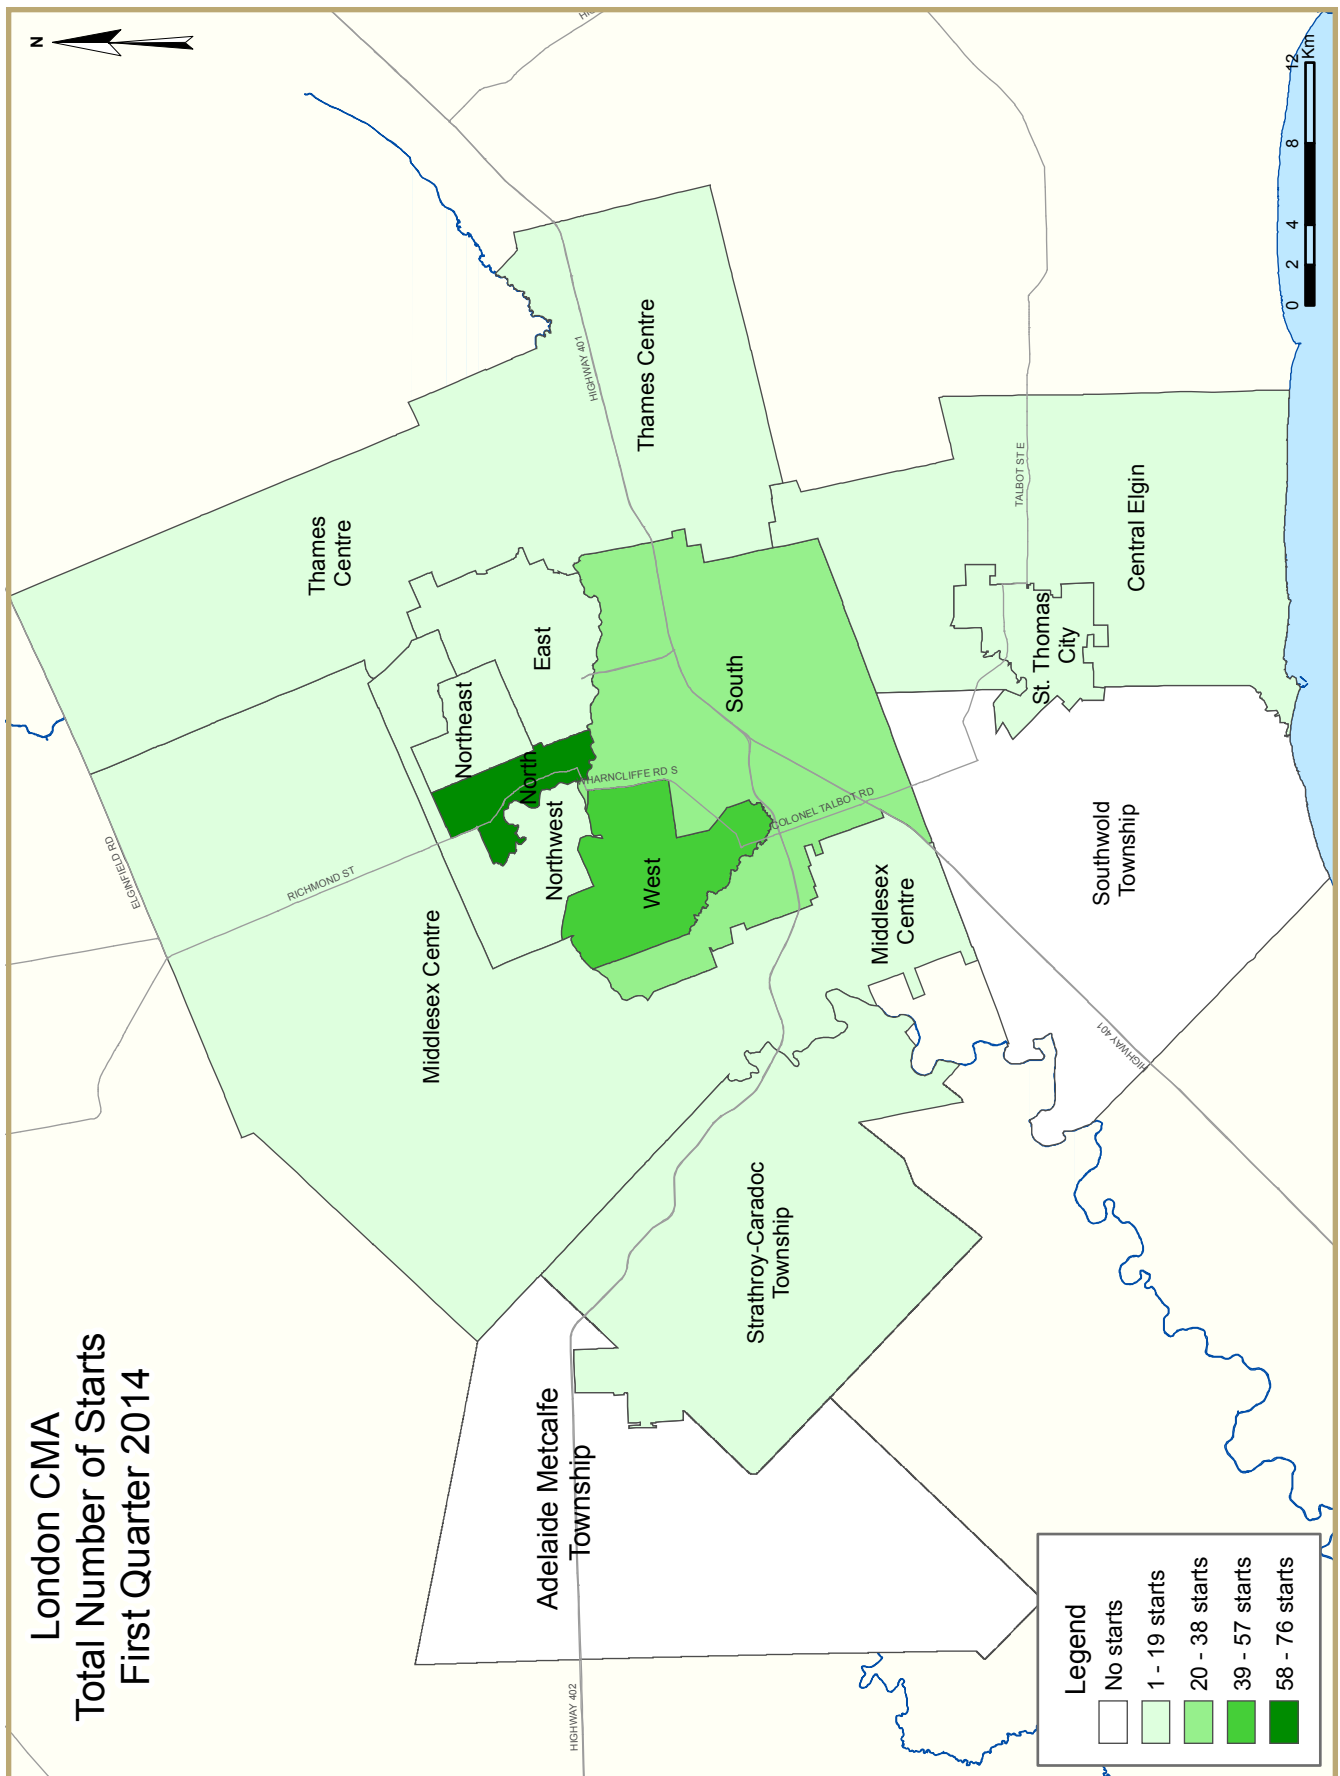 London CMA
Total Number of Starts
First Quarter 2014
N
HIGHWAY 402
Adelaide Metcalfe
Township
Strathroy-Caradoc
Township
Middlesex Centre
ELGINFIELD RD
RICHMOND ST
Thames
Centre
Northeast
North
Northwest
East
West
WHARNCLIFFE RD S
South
COLONEL TALBOT RD
Middlesex
Centre
HIGHWAY 401
Thames Centre
Southwold
Township
HIGHWAY 401
St. Thomas
City
TALBOT ST E
Central Elgin
Legend
No starts
1 - 19 starts
20 - 38 starts
39 - 57 starts
58 - 76 starts
0 2 4 8 12
Km